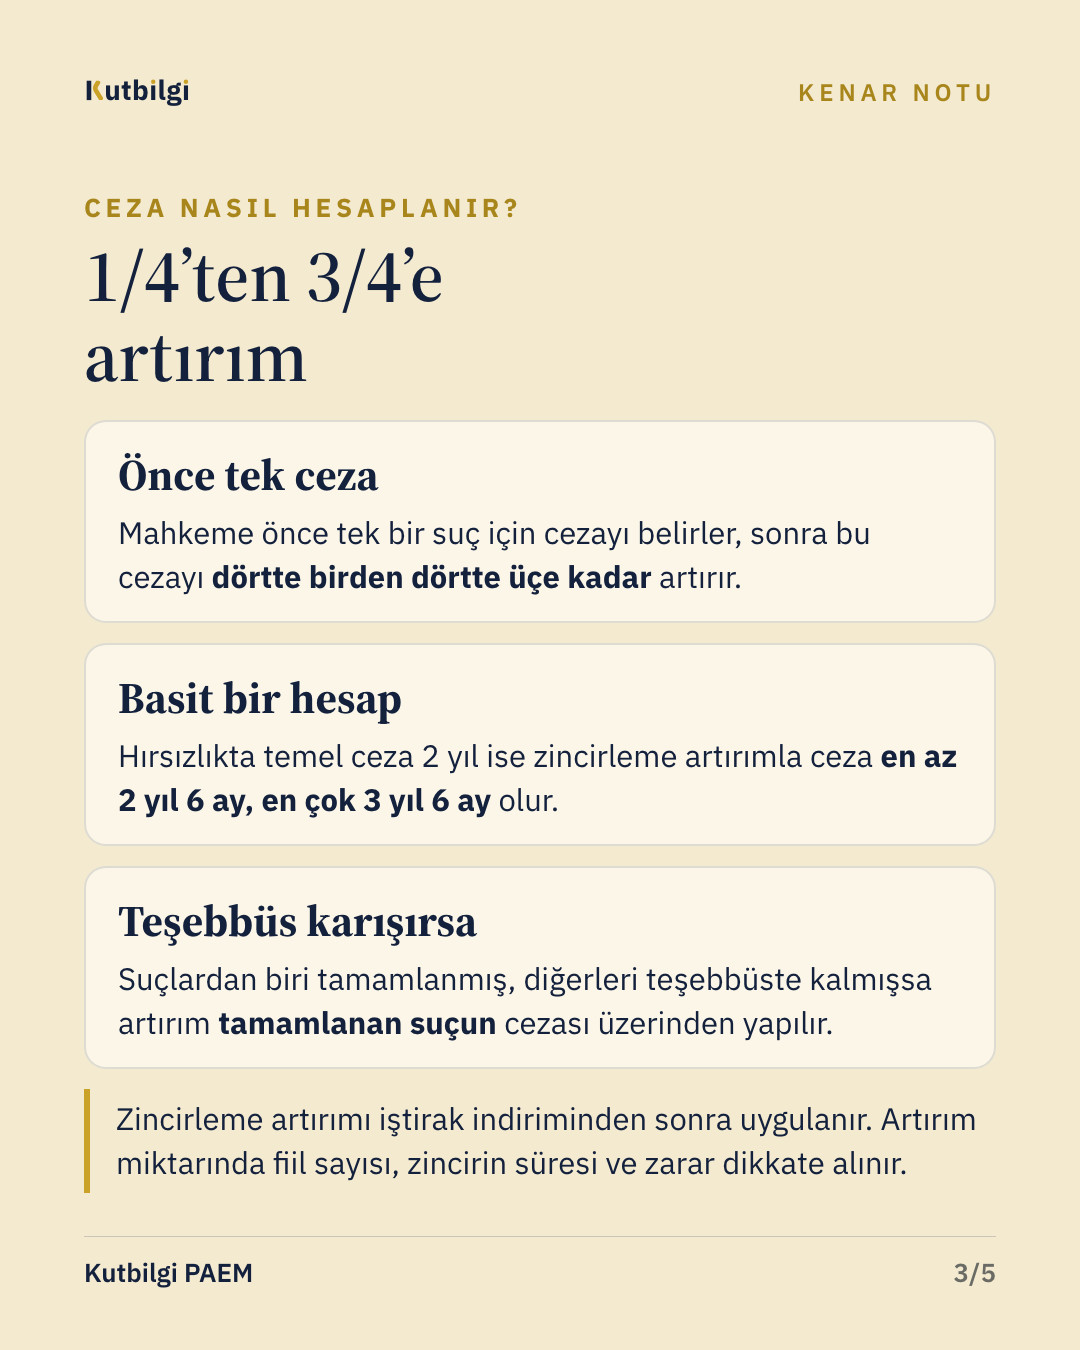 Kutbilgi
KENAR NOTU
CEZA NASIL HESAPLANIR?
1/4’ten 3/4’e
artırım
Önce tek ceza
Mahkeme önce tek bir suç için cezayı belirler, sonra bu
cezayı dörtte birden dörtte üçe kadar artırır.
Basit bir hesap
Hırsızlıkta temel ceza 2 yıl ise zincirleme artırımla ceza en az
2 yıl 6 ay, en çok 3 yıl 6 ay olur.
Teşebbüs karışırsa
Suçlardan biri tamamlanmış, diğerleri teşebbüste kalmışsa
artırım tamamlanan suçun cezası üzerinden yapılır.
Zincirleme artırımı iştirak indiriminden sonra uygulanır. Artırım
miktarında fiil sayısı, zincirin süresi ve zarar dikkate alınır.
Kutbilgi PAEM
3/5